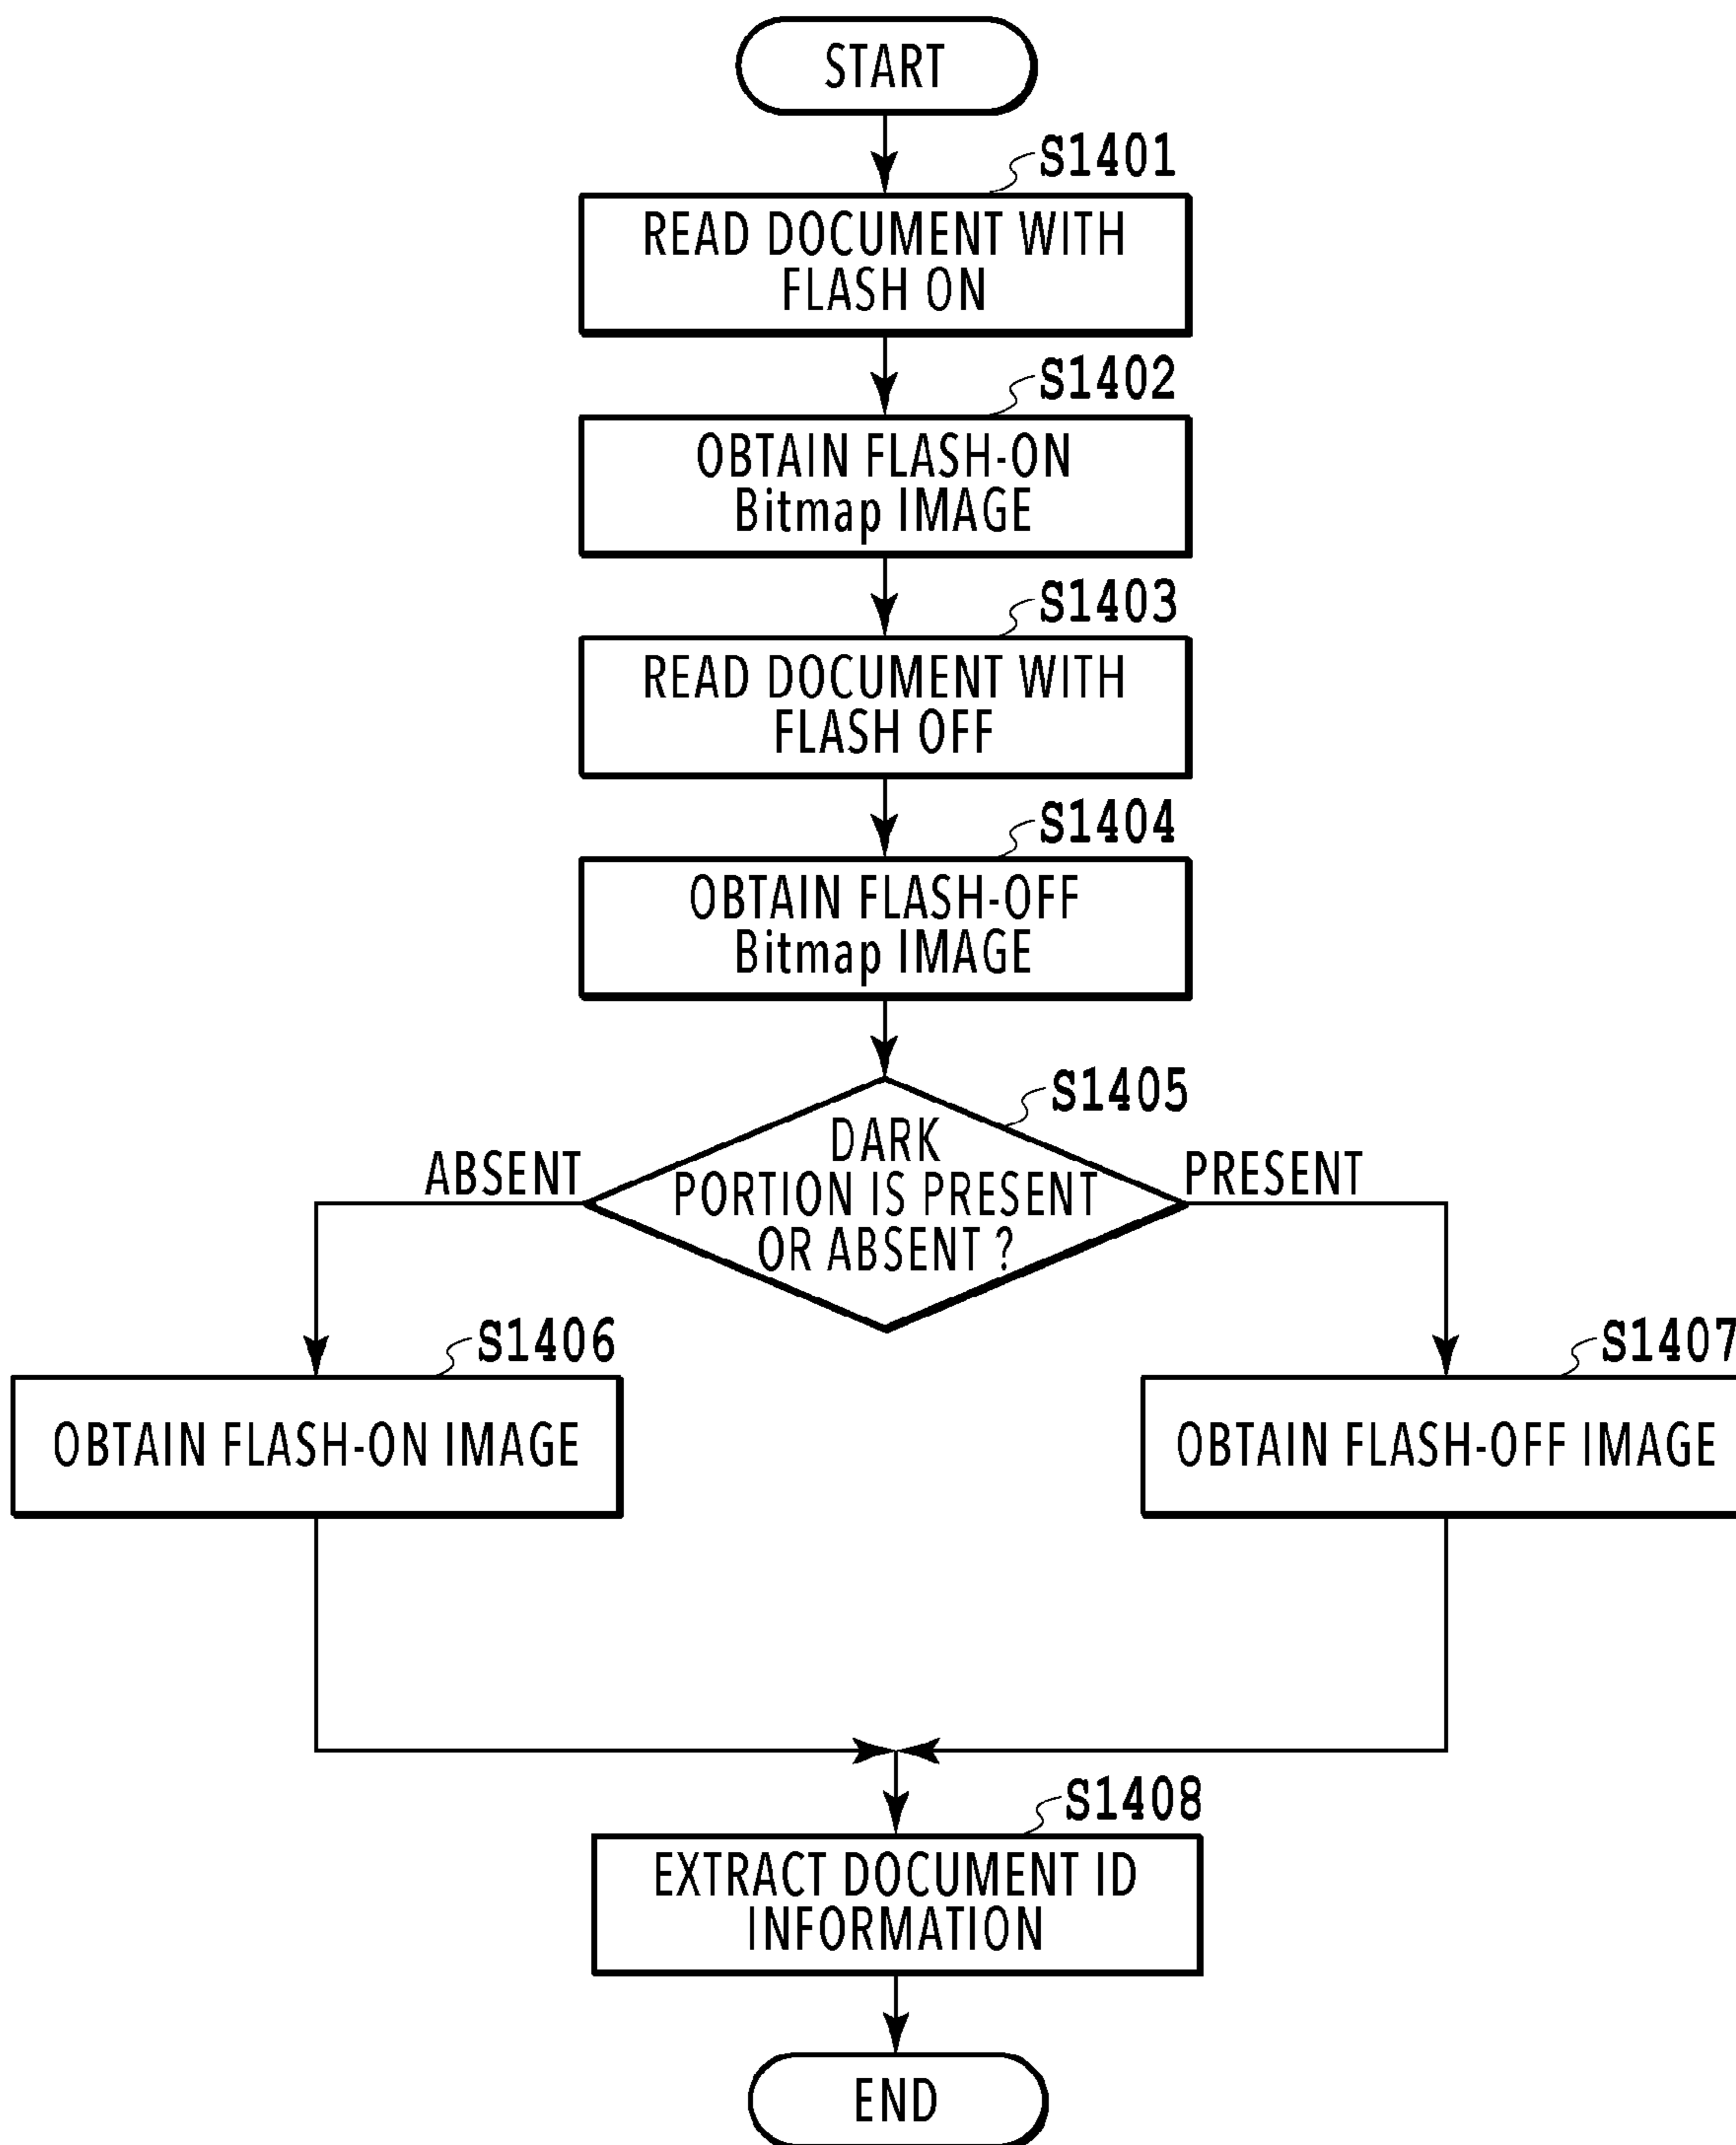 START
S1401
READ DOCUMENT WITH
FLASH ON
S1402
OBTAIN FLASH-ON
Bitmap IMAGE
S1403
READ DOCUMENT WITH
FLASH OFF
S1404
OBTAIN FLASH-OFF
Bitmap IMAGE
S1405
DARK
PORTION IS PRESENT
OR ABSENT ?
ABSENT
PRESENT
S1406
OBTAIN FLASH-ON IMAGE
S1407
OBTAIN FLASH-OFF IMAGE
S1408
EXTRACT DOCUMENT ID
INFORMATION
END